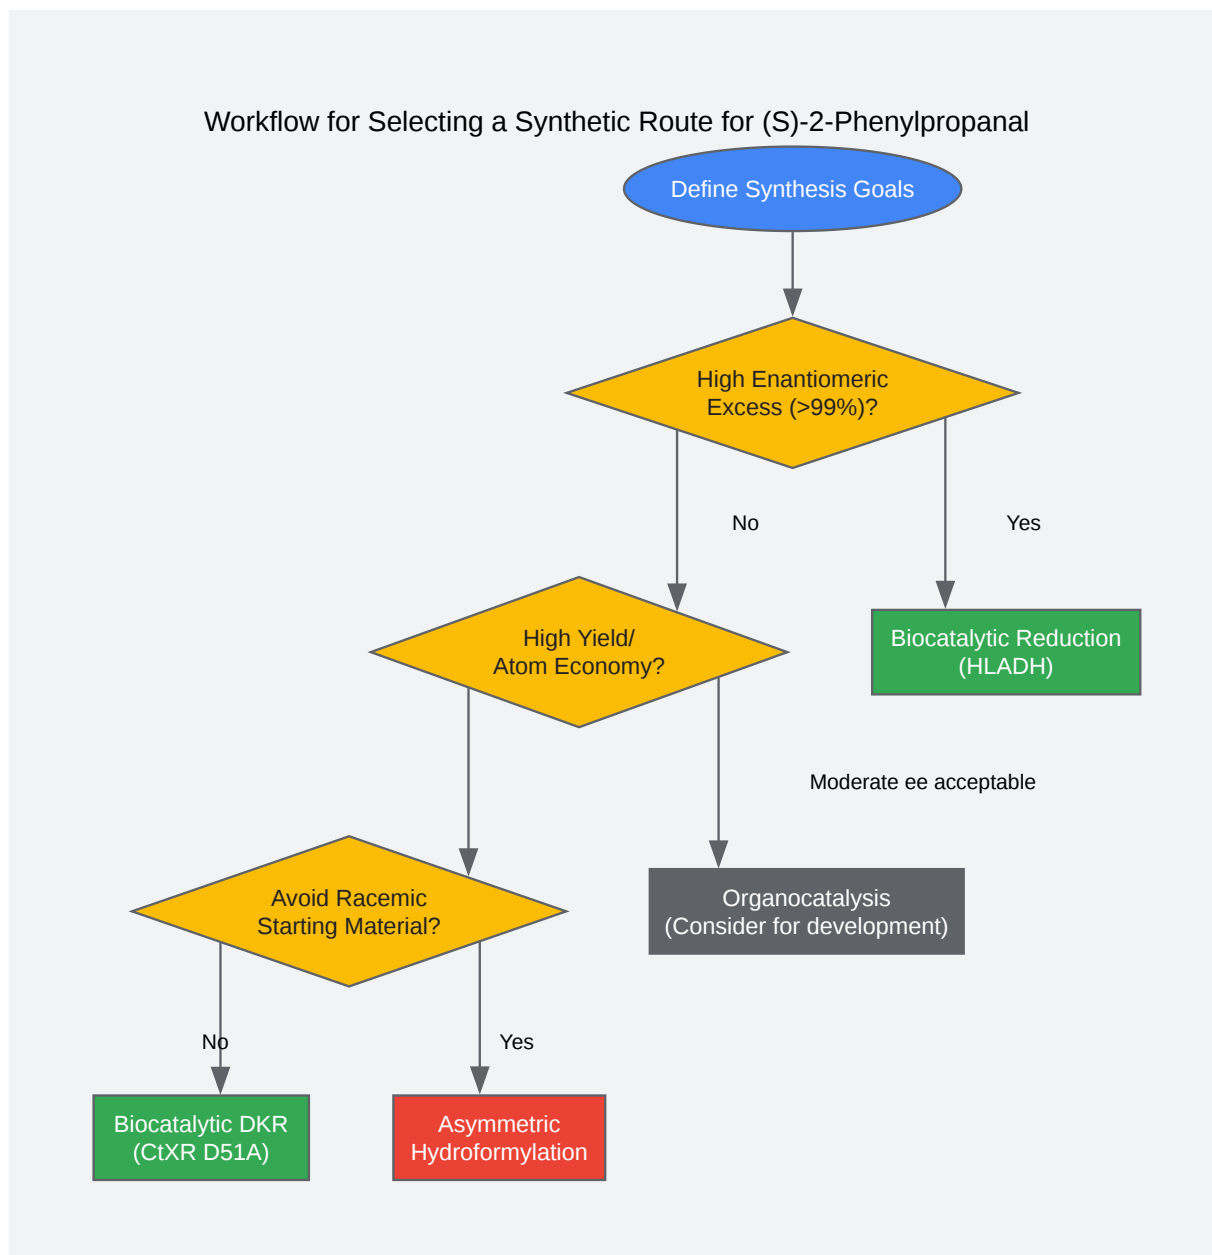 Workflow for Selecting a Synthetic Route for (S)-2-Phenylpropanal
Define Synthesis Goals
High Enantiomeric
Excess (>99%)?
No
Yes
High Yield/
Atom Economy?
Biocatalytic Reduction
(HLADH)
Moderate ee acceptable
Avoid Racemic
Starting Material?
Organocatalysis
(Consider for development)
No
Yes
Biocatalytic DKR
(CtXR D51A)
Asymmetric
Hydroformylation